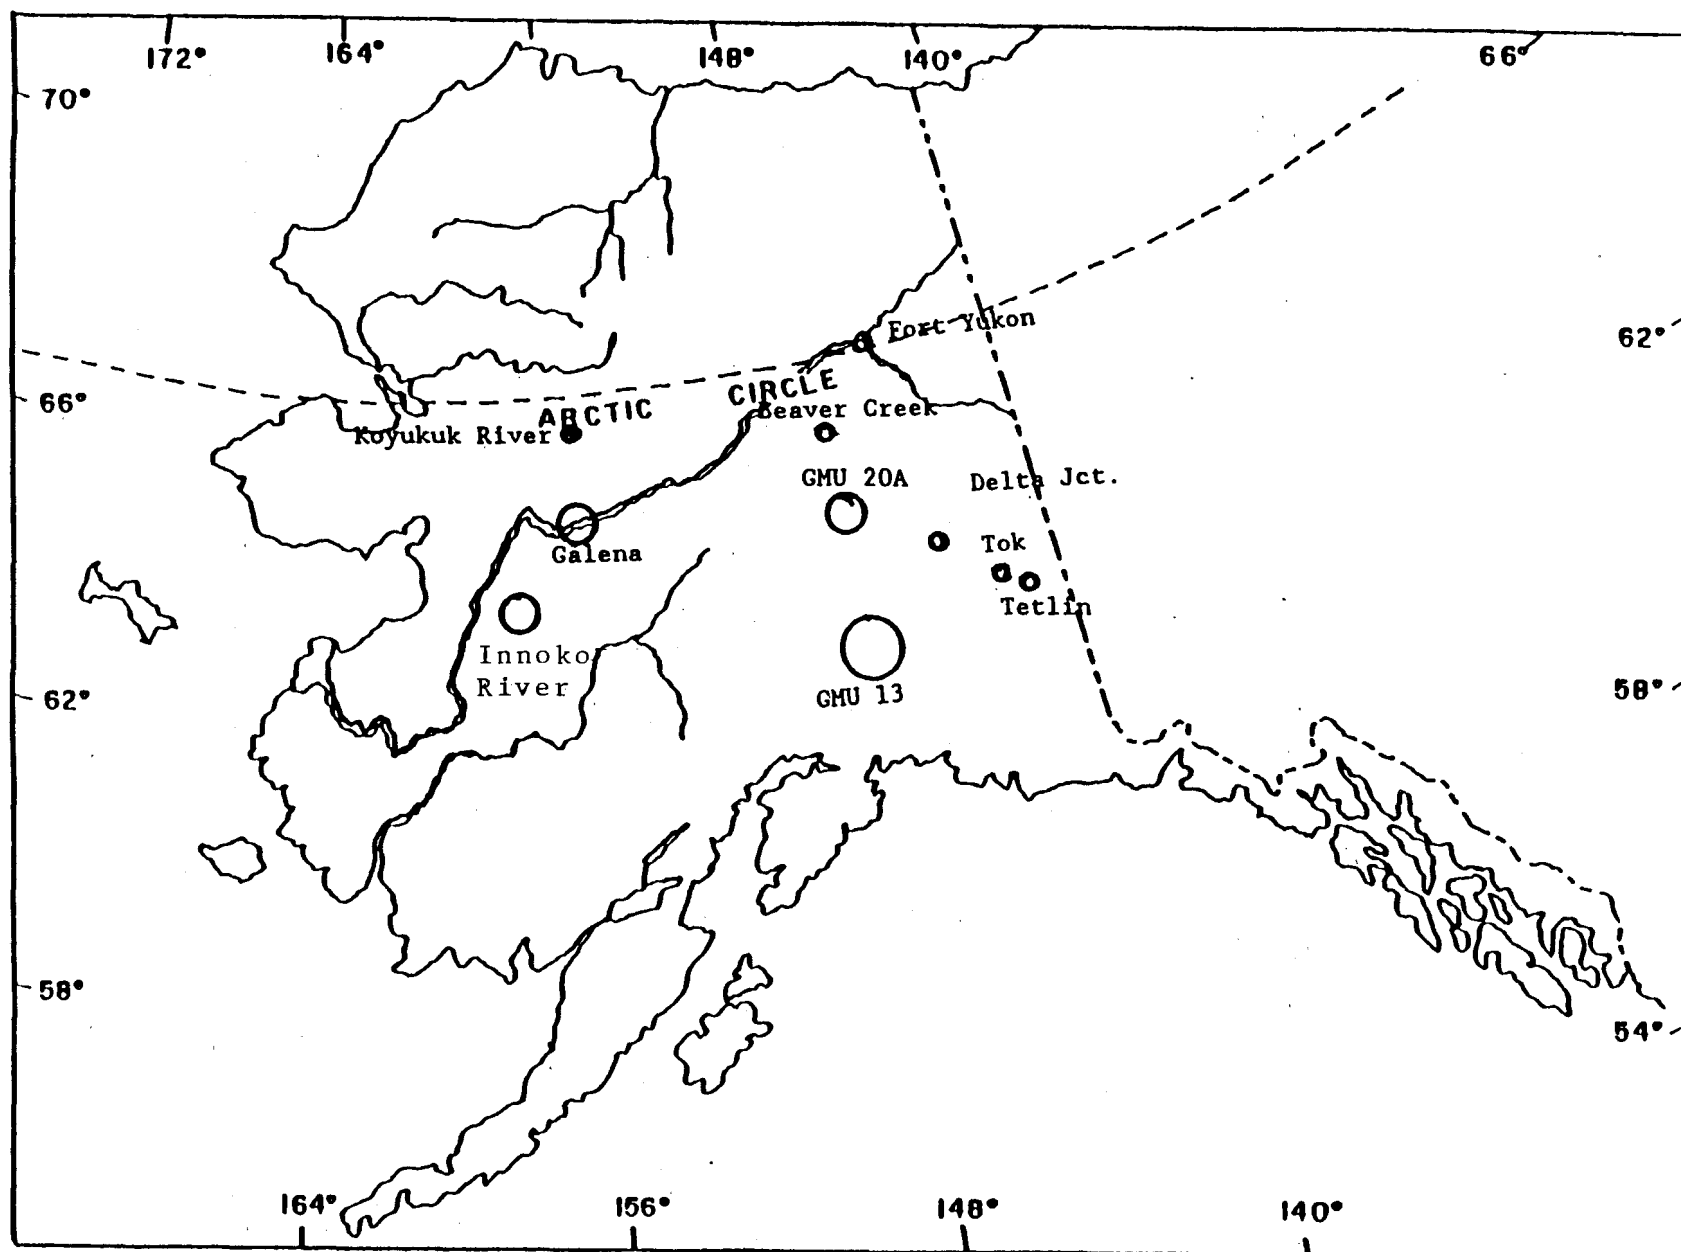 172°
164°
148°
140°
66°
70°
Fort Yukon
62°
66°
ARCTIC CIRCLE
Beaver Creek
Koyukuk River
GMU 20A
Delta Jct.
Galena
Tok
Tetlin
Innoko
River
62°
GMU 13
58°
58°
54°
164°
156°
148°
140°